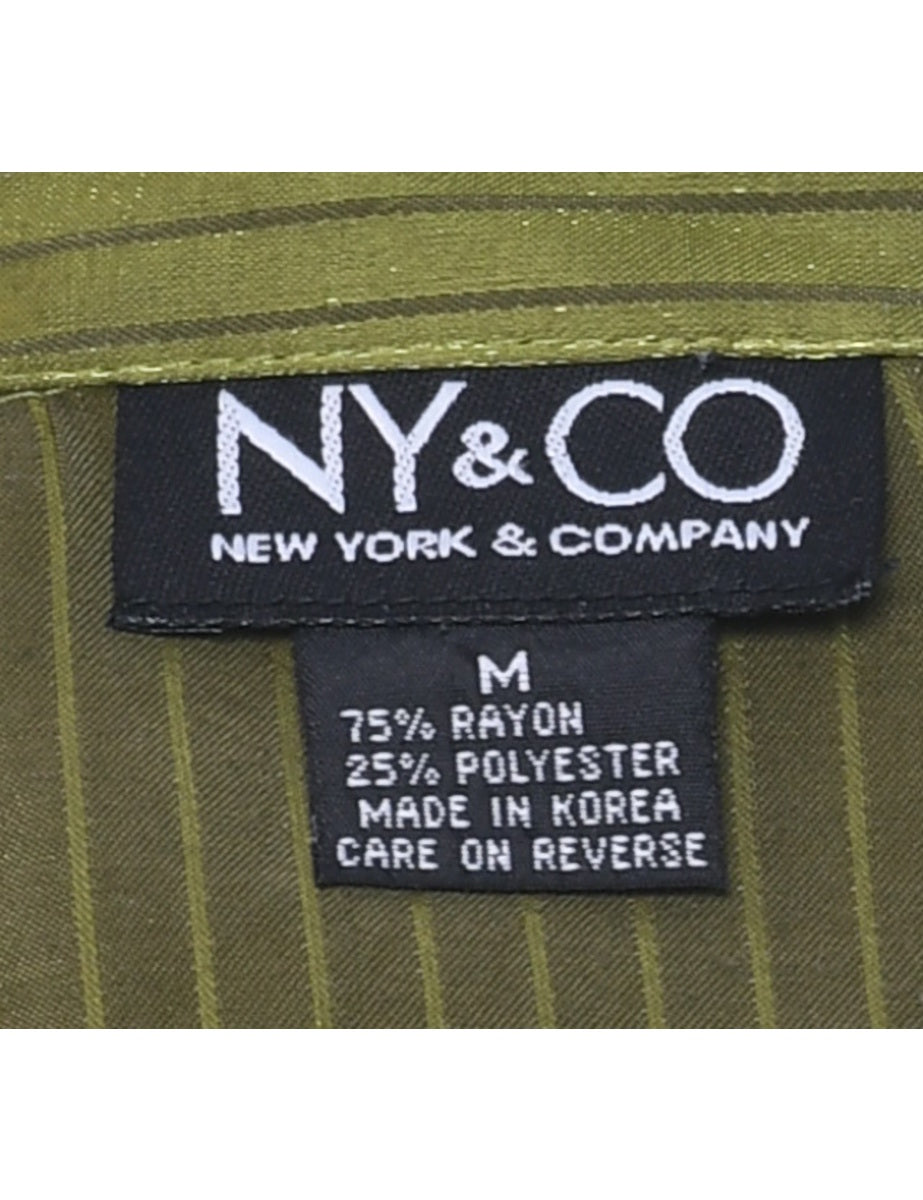 NY&CO
NEW YORK & COMPANY
M
75% RAYON
25% POLYESTER
MADE IN KOREA
CARE ON REVERSE